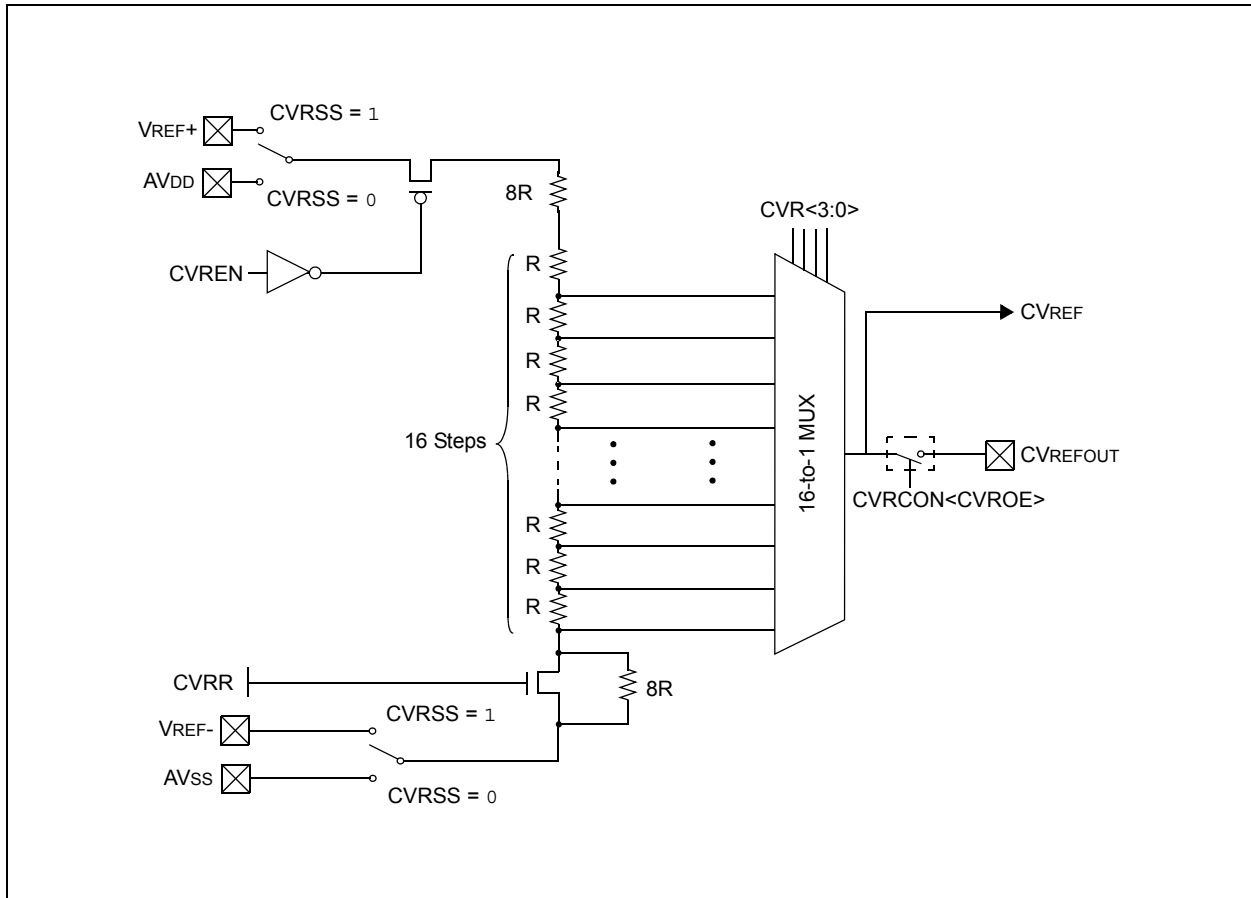 CVRSS = 1
VREF+
AVDD
CVRSS = 0
8R
CVR<3:0>
CVREN
R
R
R
R
16 Steps
16-to-1 MUX
CVREF
CVREFOUT
CVRCON<CVROE>
R
R
R
CVRR
8R
CVRSS = 1
VREF-
AVSS
CVRSS = 0